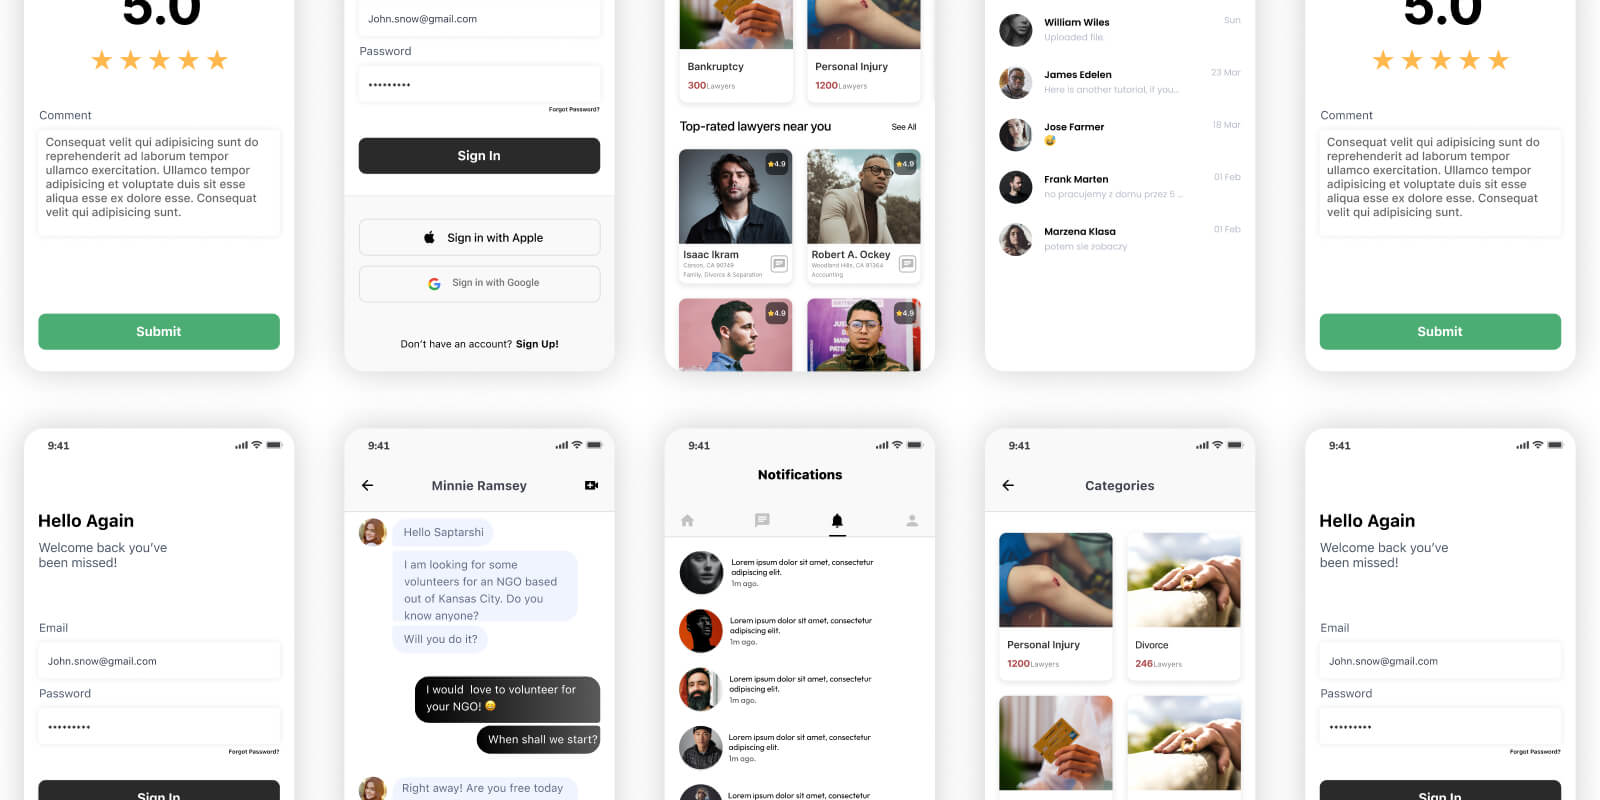 5.0
Comment
Consequat velit qui adipisicing sunt do
reprehenderit ad laborum tempor
ullamco exercitation. Ullamco tempor
adipisicing et voluptate duis sit esse
aliqua esse ex dolore esse. Consequat
velit qui adipisicing sunt.
Submit
John.snow@gmail.com
Password
Forgot Password?
Sign In
Sign in with Apple
Sign in with Google
Don't have an account? Sign Up!
Bankruptcy
300 Lawyers
Personal Injury
1200 Lawyers
Top-rated lawyers near you
See All
4.9
4.9
Isaac Ikram
Carson, CA 90749
Family, Divorce & Separation
Robert A. Ockey
Woodland Hills, CA 91364
Accounting
4.9
4.9
William Wiles
Sun
Uploaded file.
James Edelen
23 Mar
Here is another tutorial, if you...
Jose Farmer
18 Mar
😅
Frank Marten
01 Feb
no pracujemy z domu przez 5 ...
Marzena Klasa
01 Feb
potem sie zobaczy
5.0
Comment
Consequat velit qui adipisicing sunt do
reprehenderit ad laborum tempor
ullamco exercitation. Ullamco tempor
adipisicing et voluptate duis sit esse
aliqua esse ex dolore esse. Consequat
velit qui adipisicing sunt.
Submit
9:41
Hello Again
Welcome back you've
been missed!
Email
John.snow@gmail.com
Password
Forgot Password?
Sign In
9:41
Minnie Ramsey
Hello Saptarshi
I am looking for some
volunteers for an NGO based
out of Kansas City. Do you
know anyone?
Will you do it?
I would love to volunteer for
your NGO! 😄
When shall we start?
Right away! Are you free today
9:41
Notifications
Lorem ipsum dolor sit amet, consectetur
adipiscing elit.
1m ago.
Lorem ipsum dolor sit amet, consectetur
adipiscing elit.
1m ago.
Lorem ipsum dolor sit amet, consectetur
adipiscing elit.
1m ago.
Lorem ipsum dolor sit amet, consectetur
adipiscing elit.
1m ago.
Lorem ipsum dolor sit amet, consectetur
9:41
Categories
Personal Injury
1200 Lawyers
Divorce
246 Lawyers
9:41
Hello Again
Welcome back you've
been missed!
Email
John.snow@gmail.com
Password
Forgot Password?
Sign In